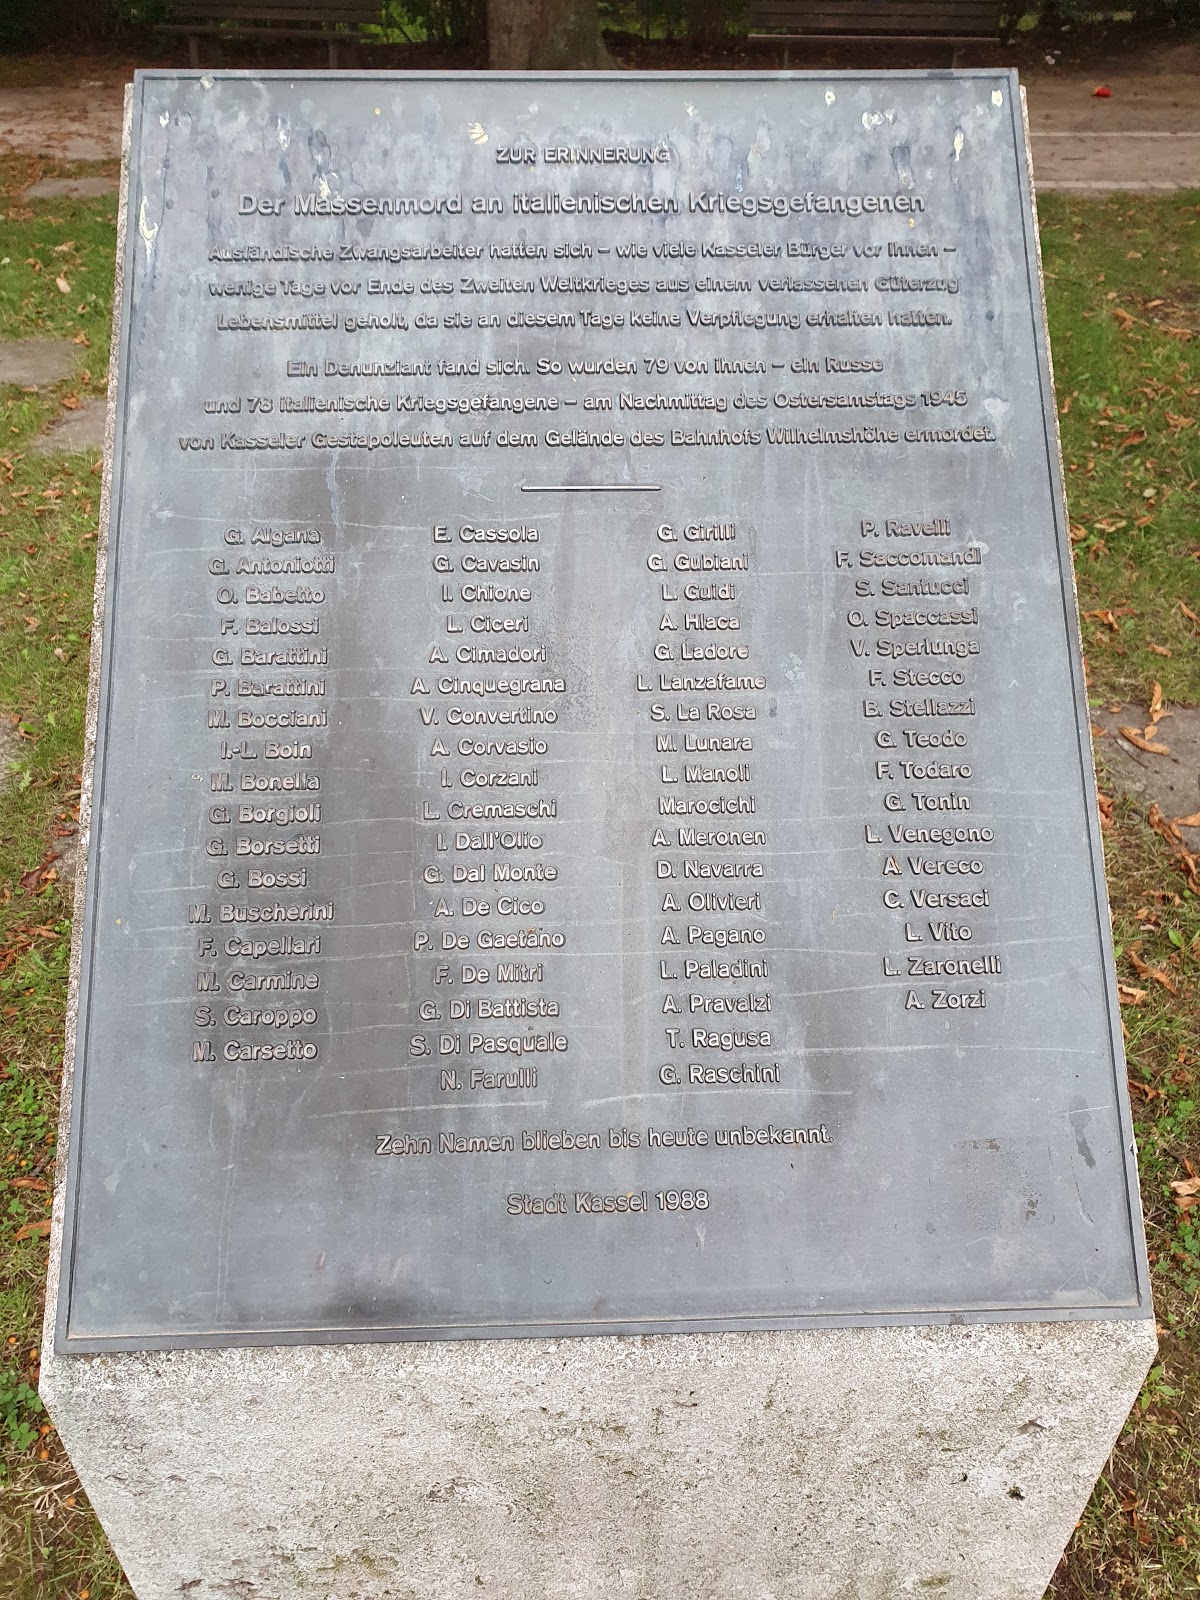 ZUR ERINNERUNG
Der Massenmord an italienischen Kriegsgefangenen
Ausländische Zwangsarbeiter hatten sich – wie viele Kasseler Bürger vor ihnen –
wenige Tage vor Ende des Zweiten Weltkrieges aus einem verlassenen Güterzug
Lebensmittel geholt, da sie an diesem Tage keine Verpflegung erhalten hatten.
Ein Denunziant fand sich. So wurden 79 von ihnen – ein Russe
und 78 italienische Kriegsgefangene – am Nachmittag des Ostersamstags 1945
von Kasseler Gestapoleuten auf dem Gelände des Bahnhofs Wilhelmshöhe ermordet.
G. Algana
G. Antoniotti
O. Babetto
F. Balossi
G. Barattini
P. Barattini
M. Bocciani
I.-L. Boin
M. Bonella
G. Borgioli
G. Borsetti
G. Bossi
M. Buscherini
F. Capellari
M. Carmine
S. Caroppo
M. Carsetto
E. Cassola
G. Cavasin
I. Chione
L. Ciceri
A. Cimadori
A. Cinquegrana
V. Convertino
A. Corvasio
I. Corzani
L. Cremaschi
I. Dall'Olio
G. Dal Monte
A. De Cico
P. De Gaetano
F. De Mitri
G. Di Battista
S. Di Pasquale
N. Farulli
G. Girilli
G. Gubiani
L. Guidi
A. Hlaca
G. Ladore
L. Lanzafame
S. La Rosa
M. Lunara
L. Manoli
Marocichi
A. Meronen
D. Navarra
A. Olivieri
A. Pagano
L. Paladini
A. Pravalzi
T. Ragusa
G. Raschini
P. Ravelli
F. Saccomandi
S. Santucci
O. Spaccassi
V. Sperlunga
F. Stecco
B. Stellazzi
G. Teodo
F. Todaro
G. Tonin
L. Venegono
A. Vereco
C. Versaci
L. Vito
L. Zaronelli
A. Zorzi
Zehn Namen blieben bis heute unbekannt.
Stadt Kassel 1988